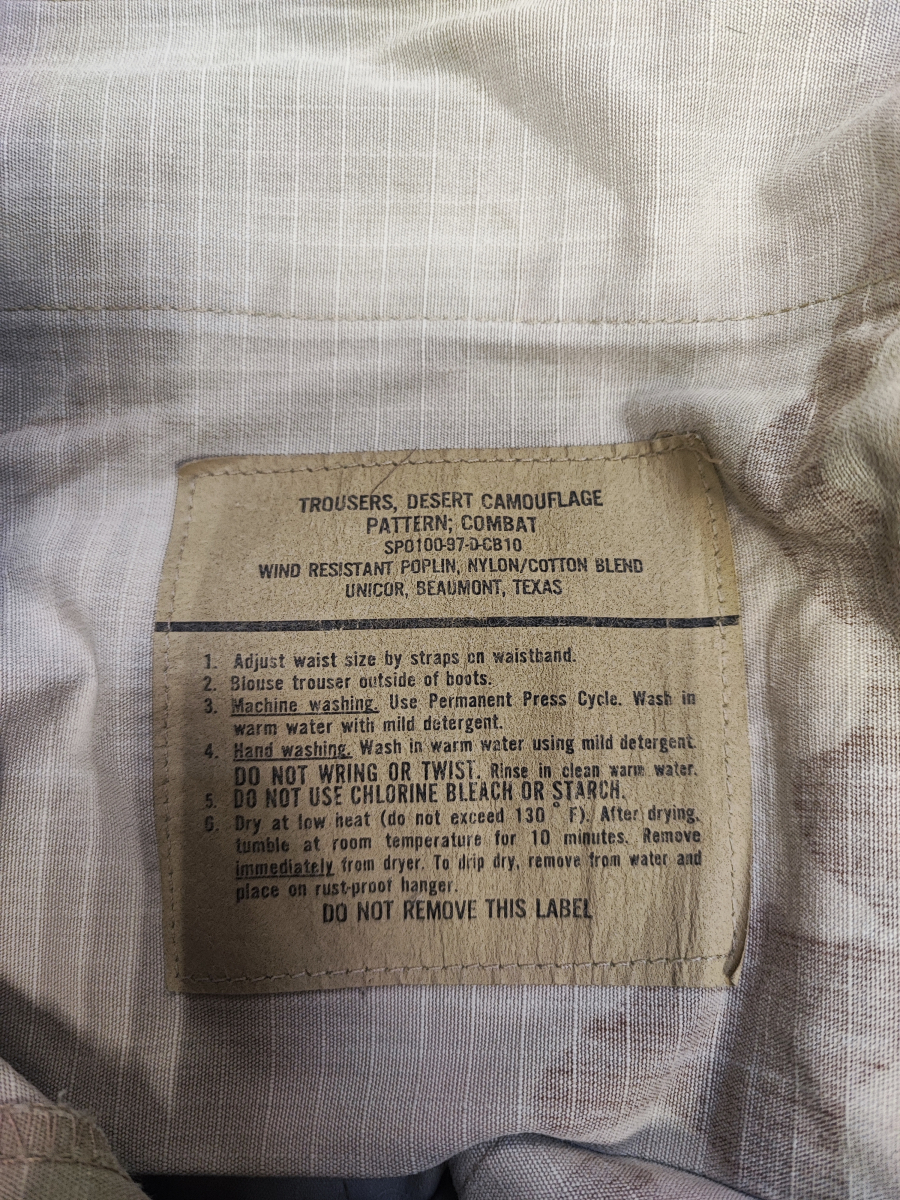 TROUSERS, DESERT CAMOUFLAGE
PATTERN; COMBAT
SPO100-97-D-CB10
WIND RESISTANT POPLIN, NYLON/COTTON BLEND
UNICOR, BEAUMONT, TEXAS
1. Adjust waist size by straps on waistband.
2. Blouse trouser outside of boots.
3. Machine washing. Use Permanent Press Cycle. Wash in
warm water with mild detergent.
4. Hand washing. Wash in warm water using mild detergent.
DO NOT WRING OR TWIST. Rinse in clean warm water.
5. DO NOT USE CHLORINE BLEACH OR STARCH.
6. Dry at low heat (do not exceed 130° F). After drying,
tumble at room temperature for 10 minutes. Remove
immediately from dryer. To drip dry, remove from water and
place on rust-proof hanger.
DO NOT REMOVE THIS LABEL